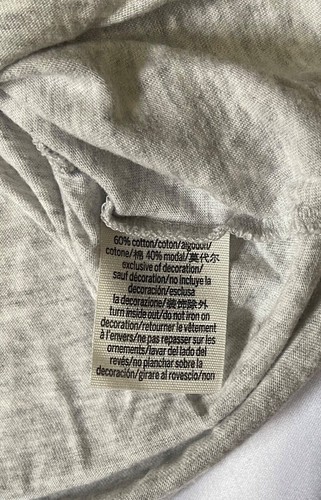 60% cotton/coton/algodón/
cotone/棉 40% modal/莫代尔
exclusive of decoration/
sauf décoration/no incluye la
decoración/esclusa
la decorazione/装饰除外
turn inside out/do not iron on
decoration/retourner le vêtement
à l'envers/ne pas repasser sur les
ornements/lavar del lado del
revés/no planchar sobre la
decoración/girare al rovescio/non